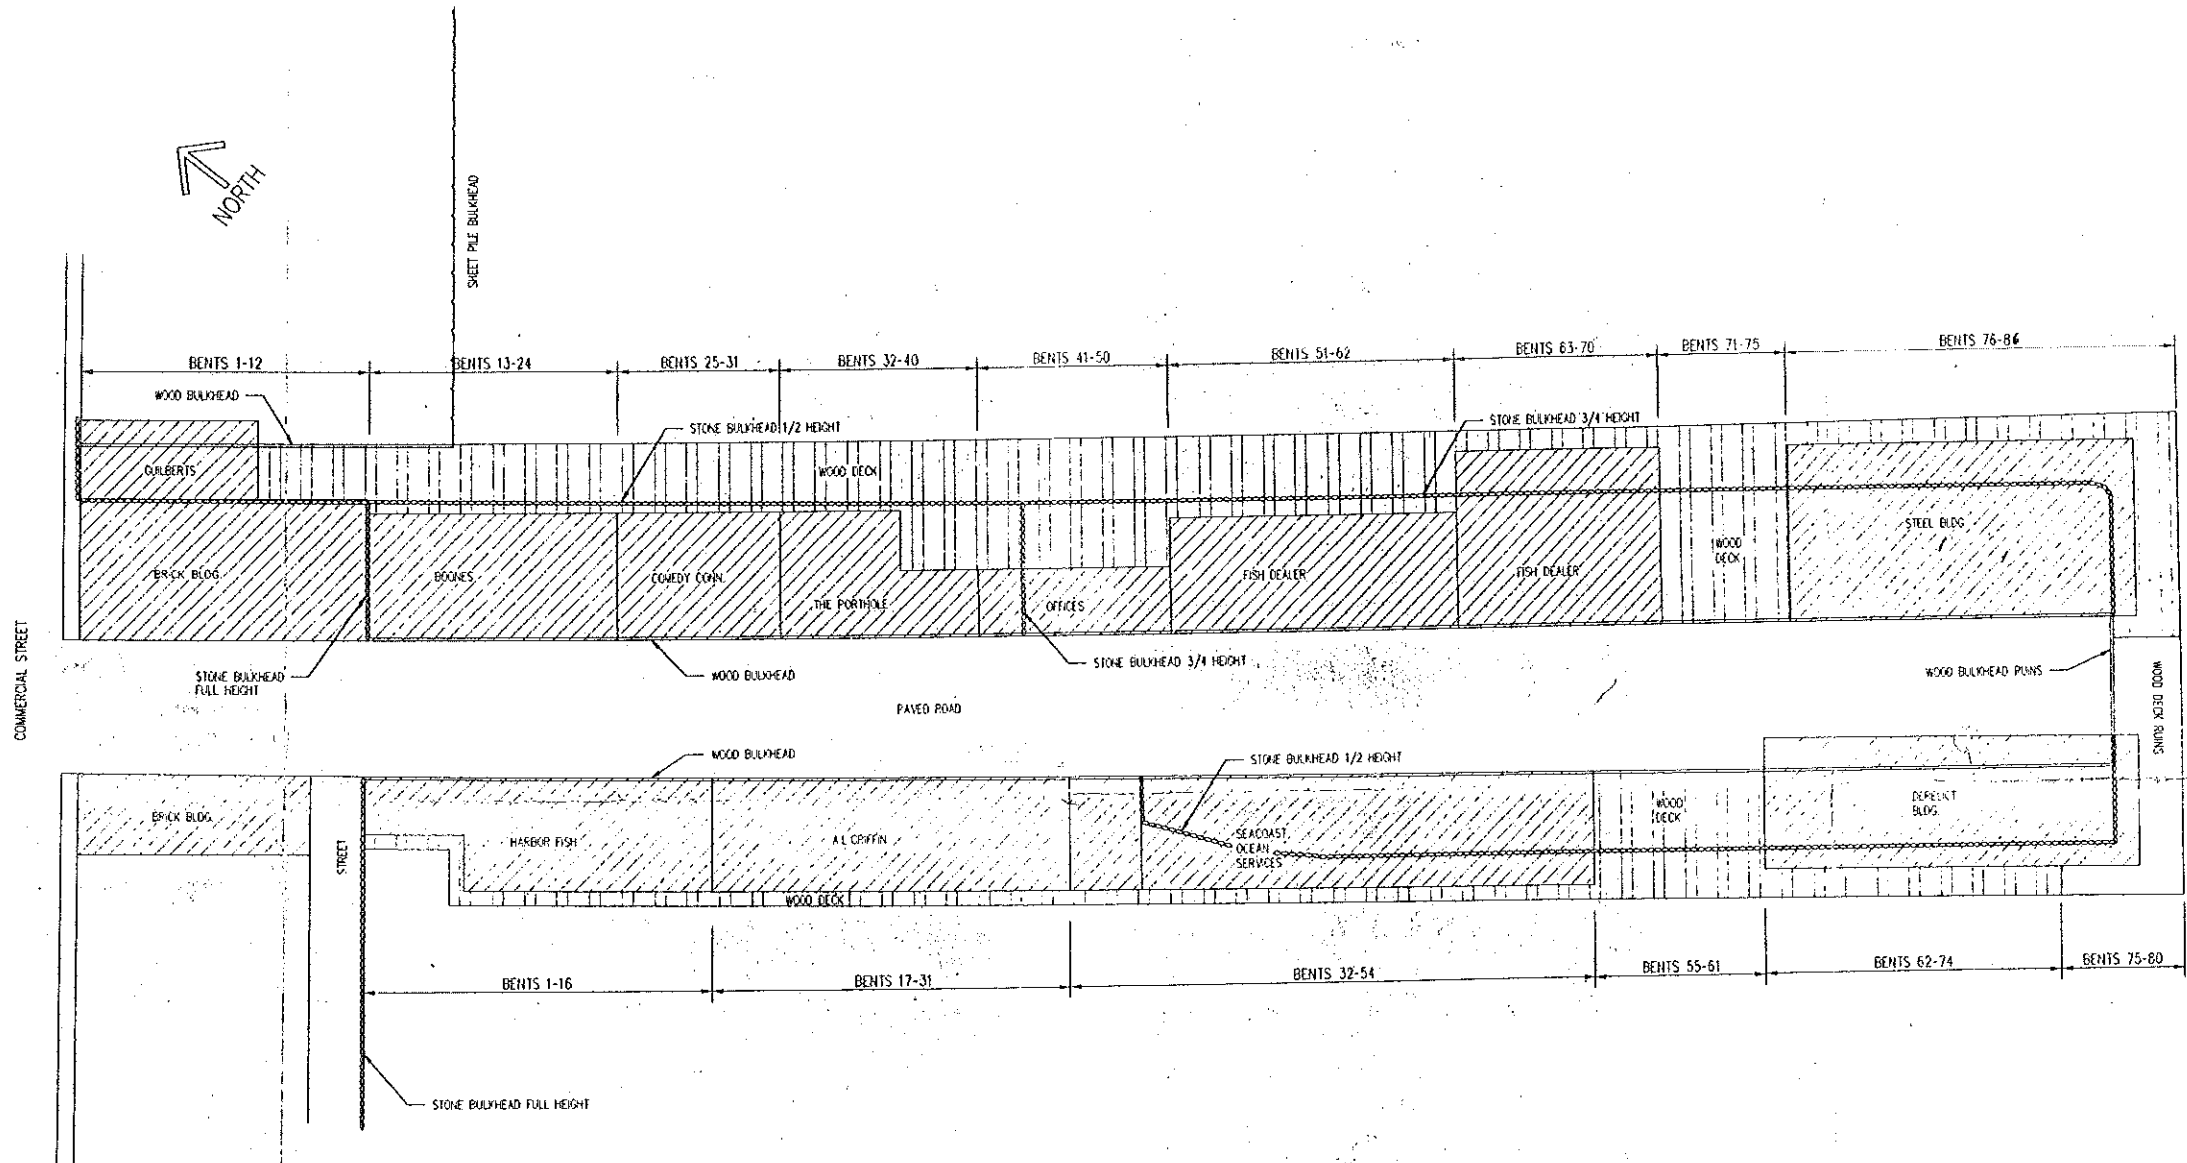 NORTH
SHEET PILE BULKHEAD
BENTS 1-12
BENTS 13-24
BENTS 25-31
BENTS 32-40
BENTS 41-50
BENTS 51-62
BENTS 63-70
BENTS 71-75
BENTS 76-86
WOOD BULKHEAD
STONE BULKHEAD 1/2 HEIGHT
STONE BULKHEAD 3/4 HEIGHT
GUILBERTS
WOOD DECK
BRICK BLDG.
BOONES
COMEDY CONN.
THE PORTHOLE
OFFICES
FISH DEALER
FISH DEALER
WOOD
DECK
STEEL BLDG
COMMERCIAL STREET
STONE BULKHEAD
FULL HEIGHT
WOOD BULKHEAD
STONE BULKHEAD 3/4 HEIGHT
WOOD BULKHEAD RUINS
WOOD DECK RUINS
PAVED ROAD
WOOD BULKHEAD
STONE BULKHEAD 1/2 HEIGHT
BRICK BLDG.
STREET
HARBOR FISH
A L GRIFFIN
SEACOAST
OCEAN
SERVICES
WOOD
DECK
DERELICT
BLDG.
WOOD DECK
BENTS 1-16
BENTS 17-31
BENTS 32-54
BENTS 55-61
BENTS 62-74
BENTS 75-80
STONE BULKHEAD FULL HEIGHT